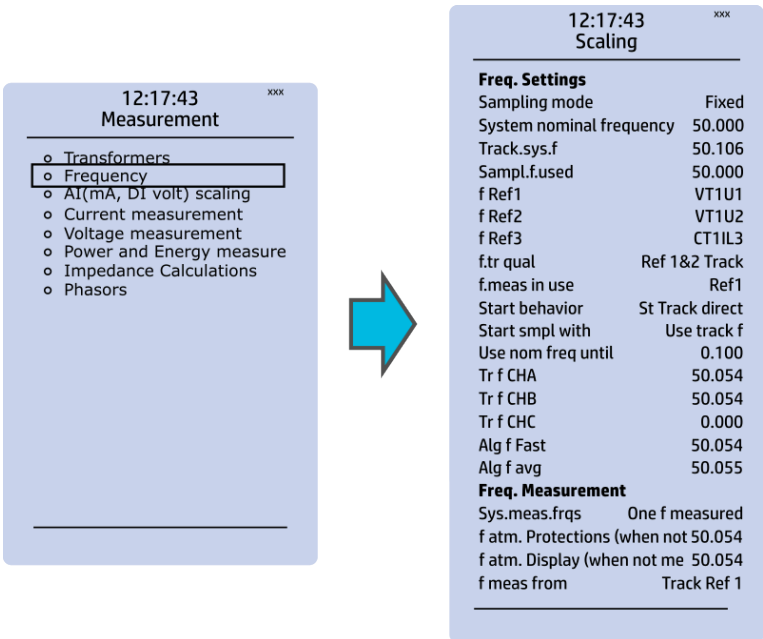 12:17:43 xxx
Measurement
Transformers
Frequency
AI(mA, DI volt) scaling
Current measurement
Voltage measurement
Power and Energy measure
Impedance Calculations
Phasors
12:17:43 xxx
Scaling
Freq. Settings
Sampling mode Fixed
System nominal frequency 50.000
Track.sys.f 50.106
Sampl.f.used 50.000
f Ref1 VT1U1
f Ref2 VT1U2
f Ref3 CT1IL3
f.tr qual Ref 1&2 Track
f.meas in use Ref1
Start behavior St Track direct
Start smpl with Use track f
Use nom freq until 0.100
Tr f CHA 50.054
Tr f CHB 50.054
Tr f CHC 0.000
Alg f Fast 50.054
Alg f avg 50.055
Freq. Measurement
Sys.meas.frqs One f measured
f atm. Protections (when not 50.054
f atm. Display (when not me 50.054
f meas from Track Ref 1